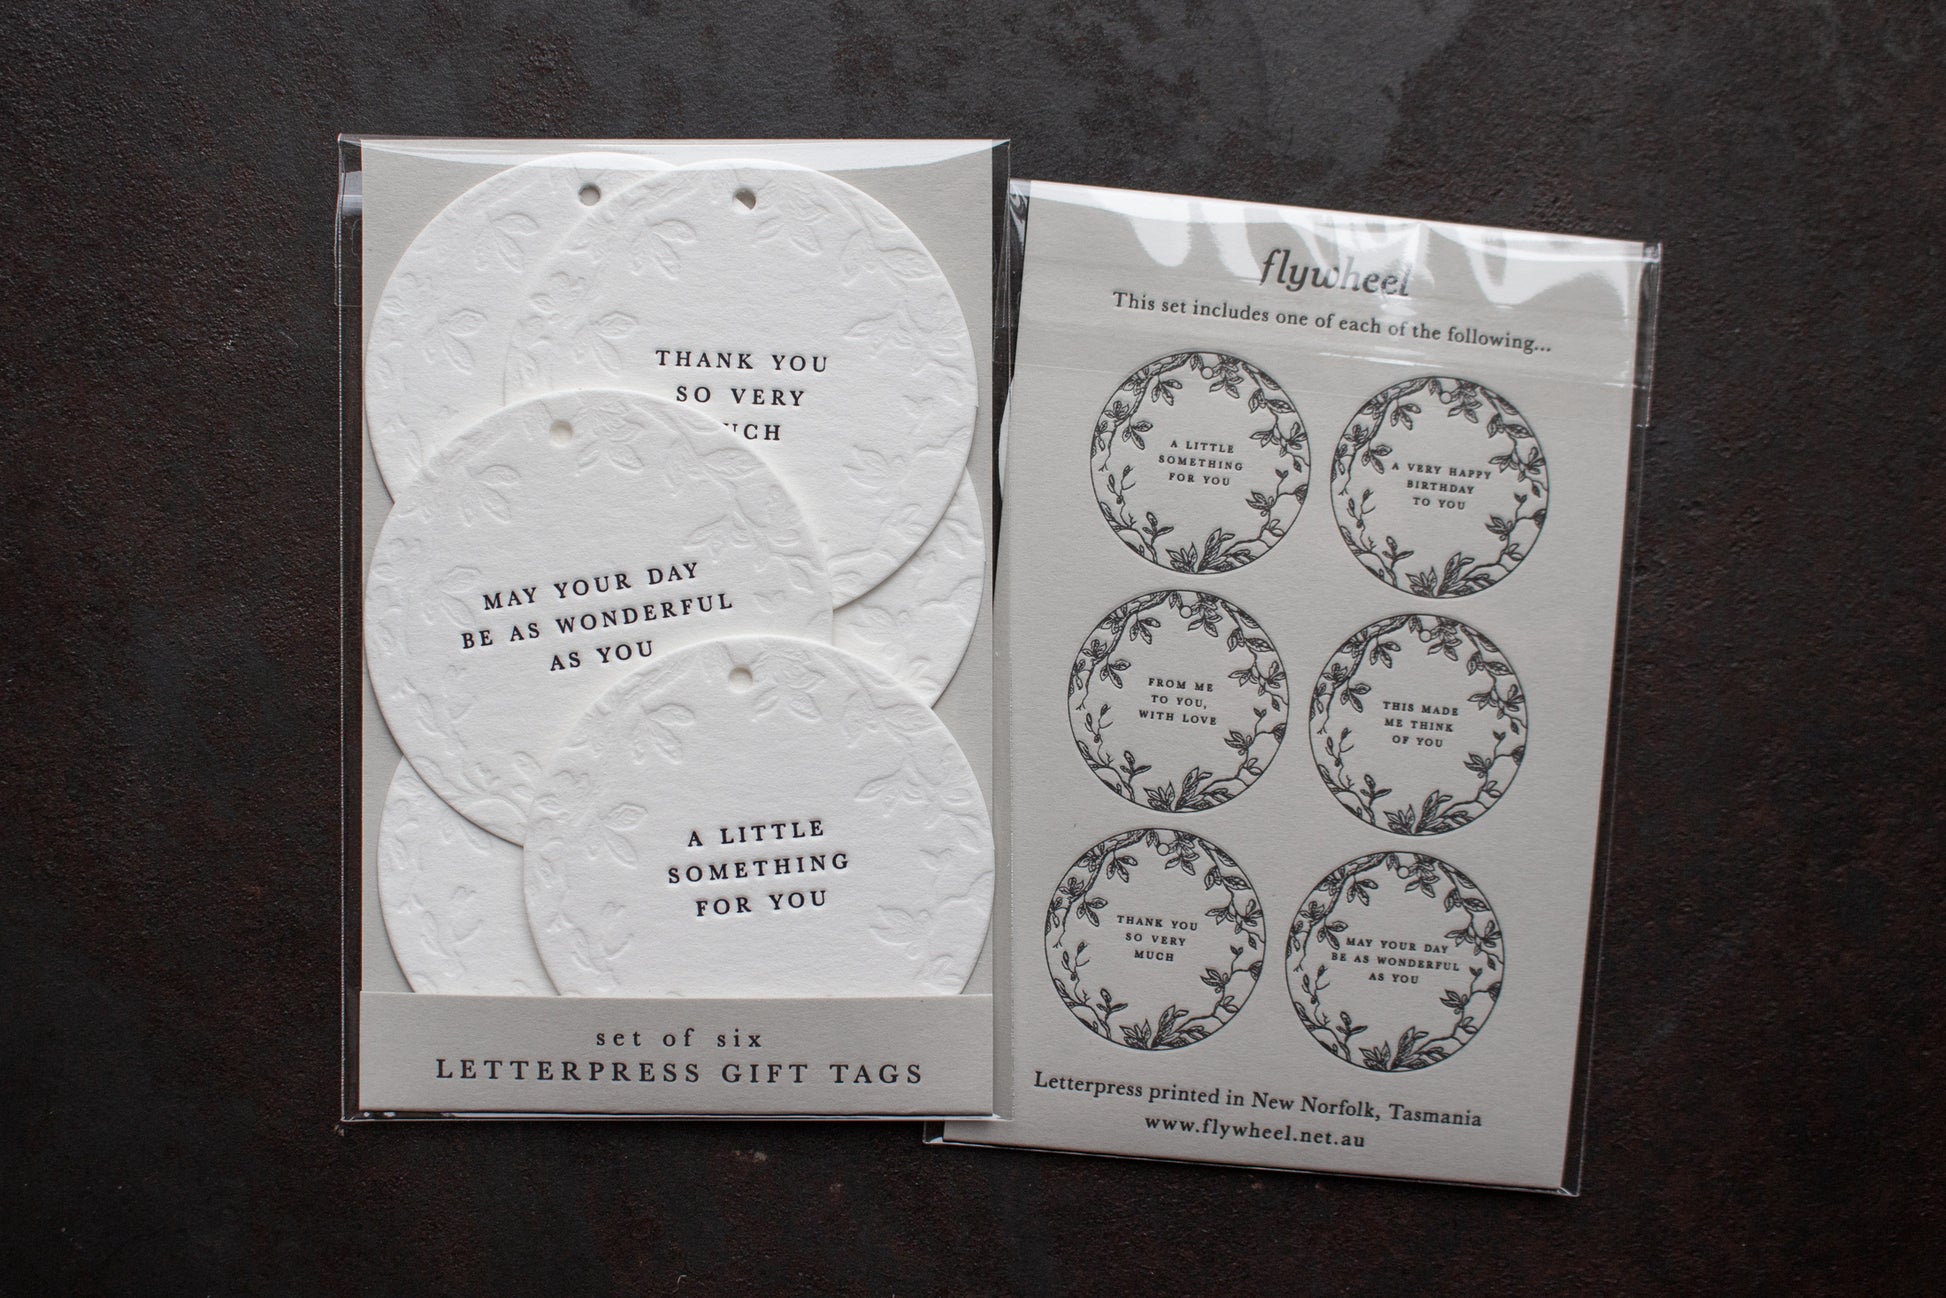 THANK YOU
SO VERY
UCH
MAY YOUR DAY
BE AS WONDERFUL
AS YOU
A LITTLE
SOMETHING
FOR YOU
set of six
LETTERPRESS GIFT TAGS
flywheel
This set includes one of each of the following...
A LITTLE
SOMETHING
FOR YOU
A VERY HAPPY
BIRTHDAY
TO YOU
FROM ME
TO YOU,
WITH LOVE
THIS MADE
ME THINK
OF YOU
THANK YOU
SO VERY
MUCH
MAY YOUR DAY
BE AS WONDERFUL
AS YOU
Letterpress printed in New Norfolk, Tasmania
www.flywheel.net.au